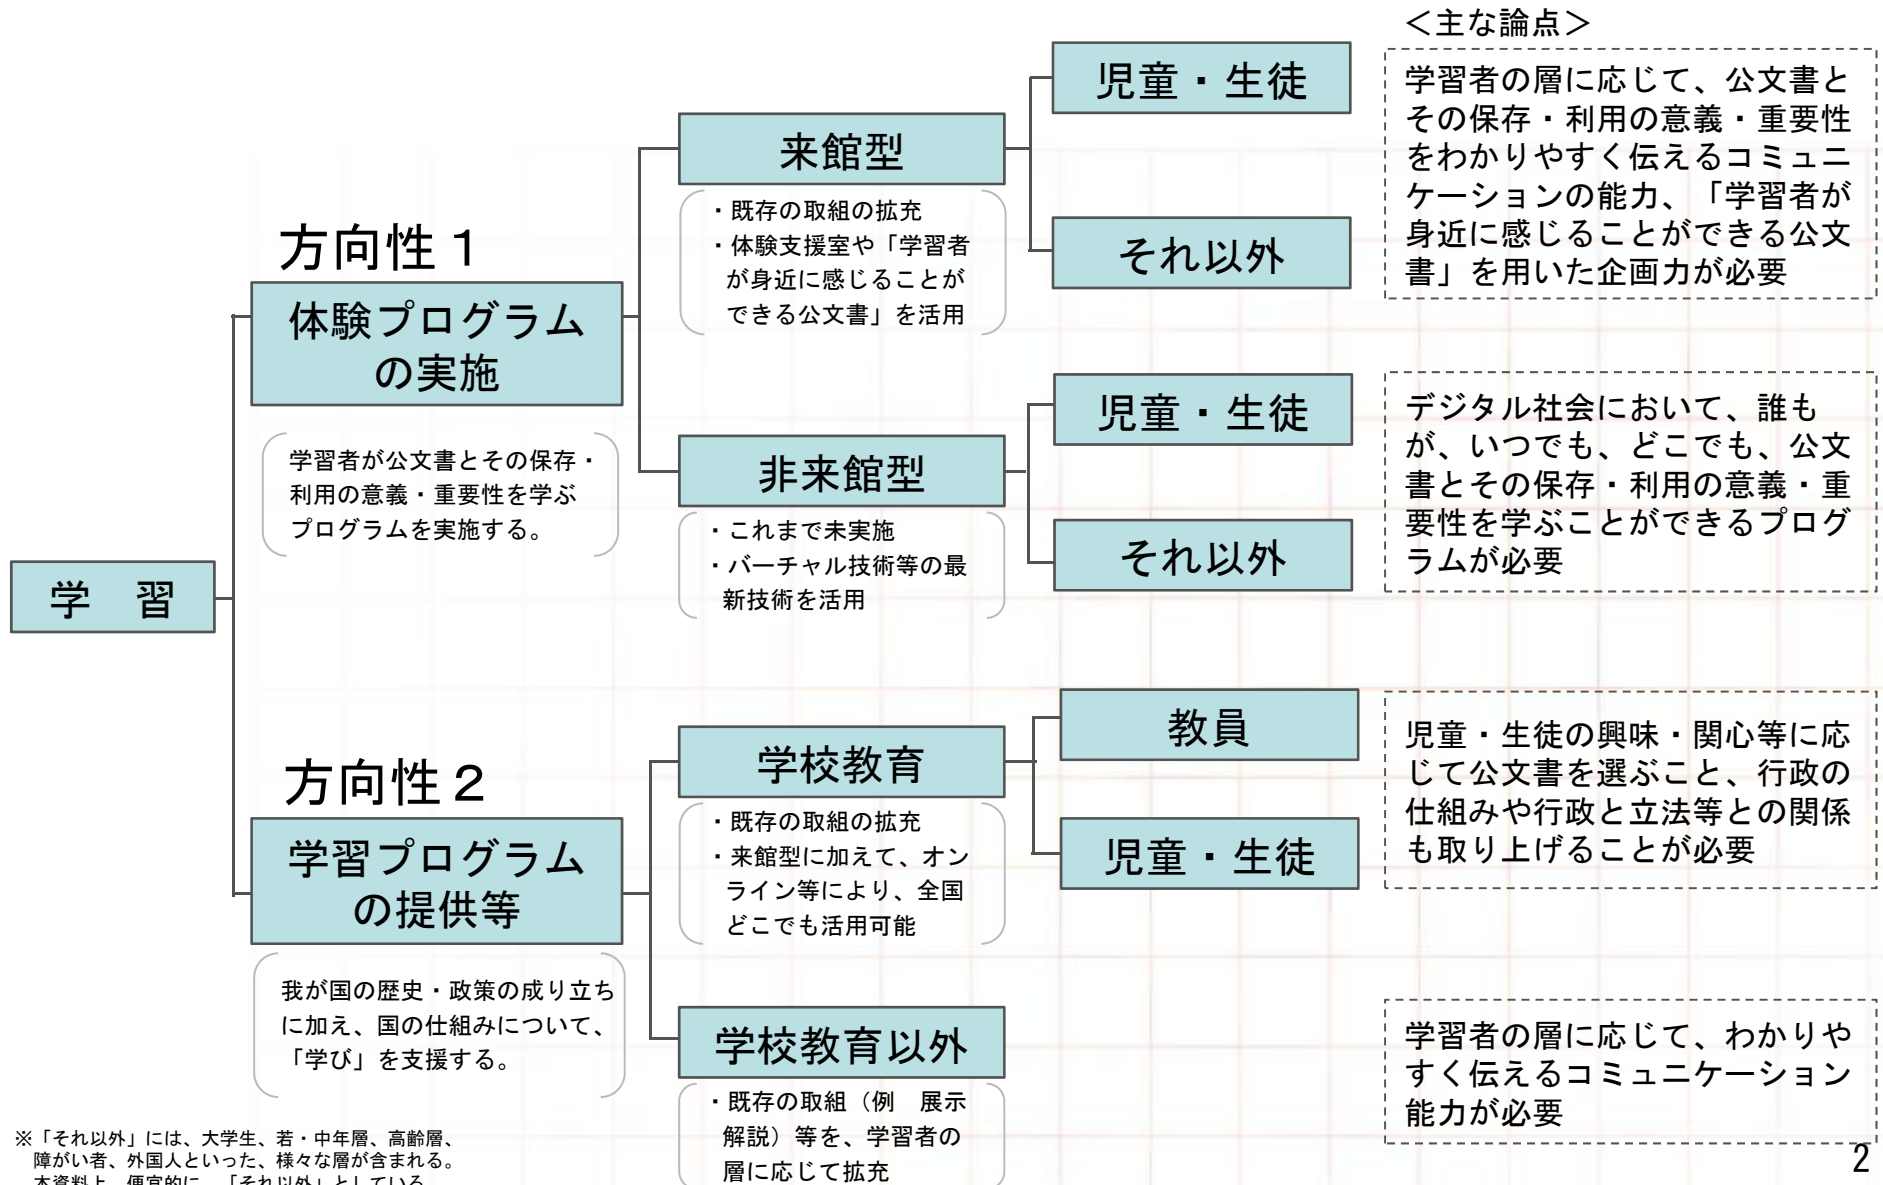 ＜主な論点＞
児童・生徒
学習者の層に応じて、公文書と
その保存・利用の意義・重要性
をわかりやすく伝えるコミュニ
ケーションの能力、「学習者が
身近に感じることができる公文
書」を用いた企画力が必要
来館型
・既存の取組の拡充
・体験支援室や「学習者
が身近に感じることが
できる公文書」を活用
それ以外
方向性１
体験プログラム
の実施
学習者が公文書とその保存・
利用の意義・重要性を学ぶ
プログラムを実施する。
児童・生徒
デジタル社会において、誰も
が、いつでも、どこでも、公文
書とその保存・利用の意義・重
要性を学ぶことができるプログ
ラムが必要
非来館型
・これまで未実施
・バーチャル技術等の最
新技術を活用
それ以外
学　習
教員
児童・生徒の興味・関心等に応
じて公文書を選ぶこと、行政の
仕組みや行政と立法等との関係
も取り上げることが必要
学校教育
・既存の取組の拡充
・来館型に加えて、オン
ライン等により、全国
どこでも活用可能
児童・生徒
方向性２
学習プログラム
の提供等
我が国の歴史・政策の成り立ち
に加え、国の仕組みについて、
「学び」を支援する。
学校教育以外
・既存の取組（例　展示
解説）等を、学習者の
層に応じて拡充
学習者の層に応じて、わかりや
すく伝えるコミュニケーション
能力が必要
※「それ以外」には、大学生、若・中年層、高齢層、
障がい者、外国人といった、様々な層が含まれる。
本資料上、便宜的に、「それ以外」としている
2